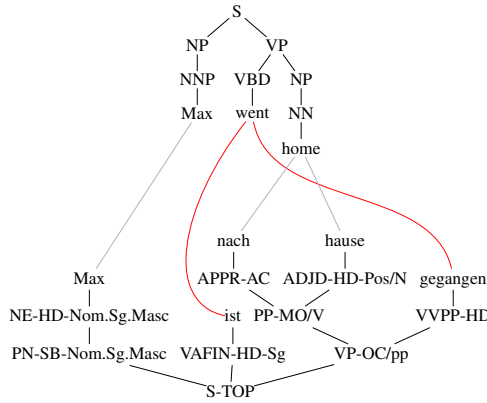 S
NP VP
NNP VBD NP
Max went NN
home
nach hause
Max APPR-AC ADJD-HD-Pos/N gegangen
NE-HD-Nom.Sg.Masc ist PP-MO/V VVPP-HD
PN-SB-Nom.Sg.Masc VAFIN-HD-Sg VP-OC/pp
S-TOP